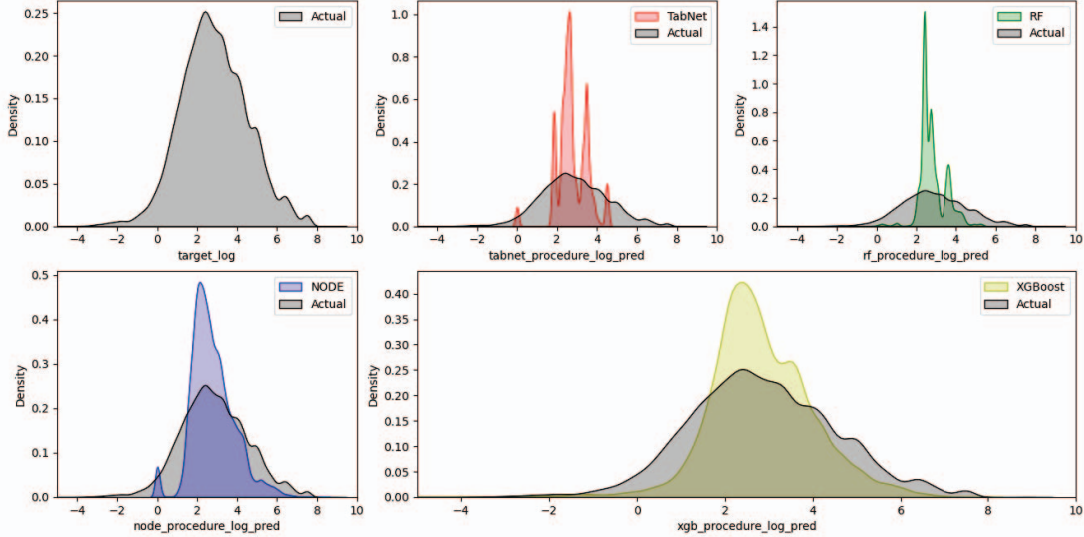 Actual
Density
0.25
0.20
0.15
0.10
0.05
0.00
−4 −2 0 2 4 6 8 10
target_log
TabNet
Actual
Density
1.0
0.8
0.6
0.4
0.2
0.0
−4 −2 0 2 4 6 8 10
tabnet_procedure_log_pred
RF
Actual
Density
1.4
1.2
1.0
0.8
0.6
0.4
0.2
0.0
−4 −2 0 2 4 6 8 10
rf_procedure_log_pred
NODE
Actual
Density
0.5
0.4
0.3
0.2
0.1
0.0
−4 −2 0 2 4 6 8 10
node_procedure_log_pred
XGBoost
Actual
Density
0.40
0.35
0.30
0.25
0.20
0.15
0.10
0.05
0.00
−4 −2 0 2 4 6 8 10
xgb_procedure_log_pred